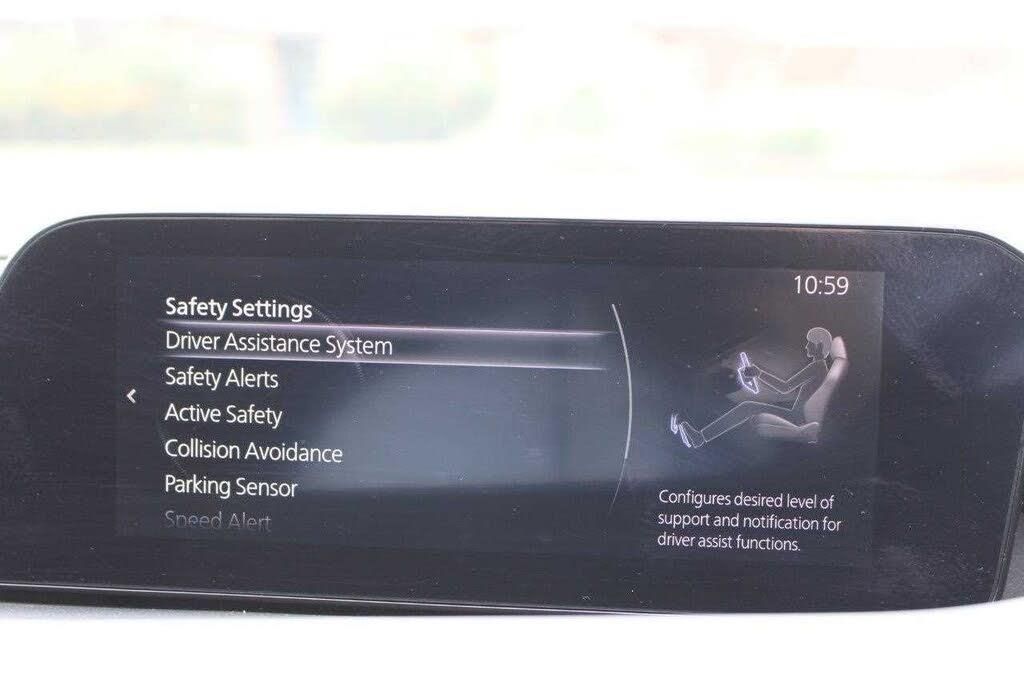 10:59
Safety Settings
Driver Assistance System
Safety Alerts
Active Safety
Collision Avoidance
Parking Sensor
Speed Alert
Configures desired level of
support and notification for
driver assist functions.